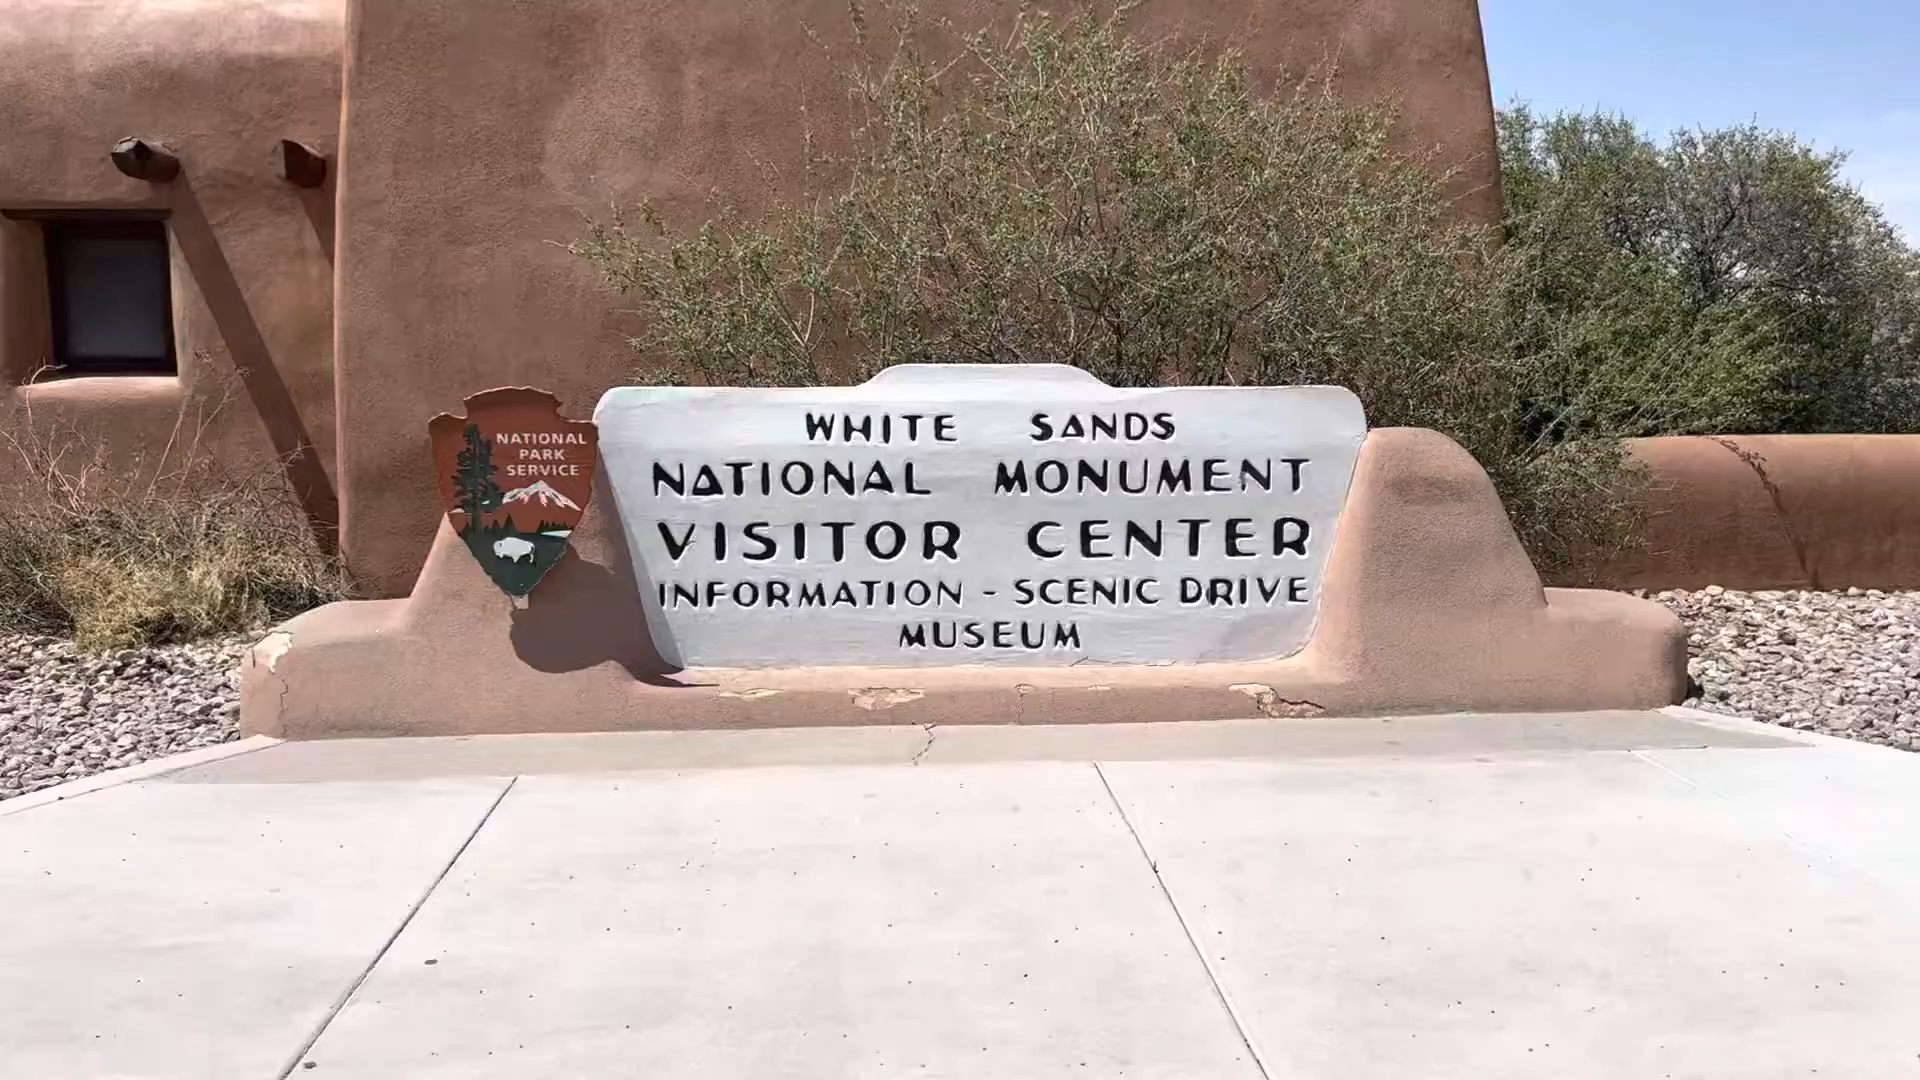 NATIONAL
PARK
SERVICE
WHITE SANDS
NATIONAL MONUMENT
VISITOR CENTER
INFORMATION - SCENIC DRIVE
MUSEUM